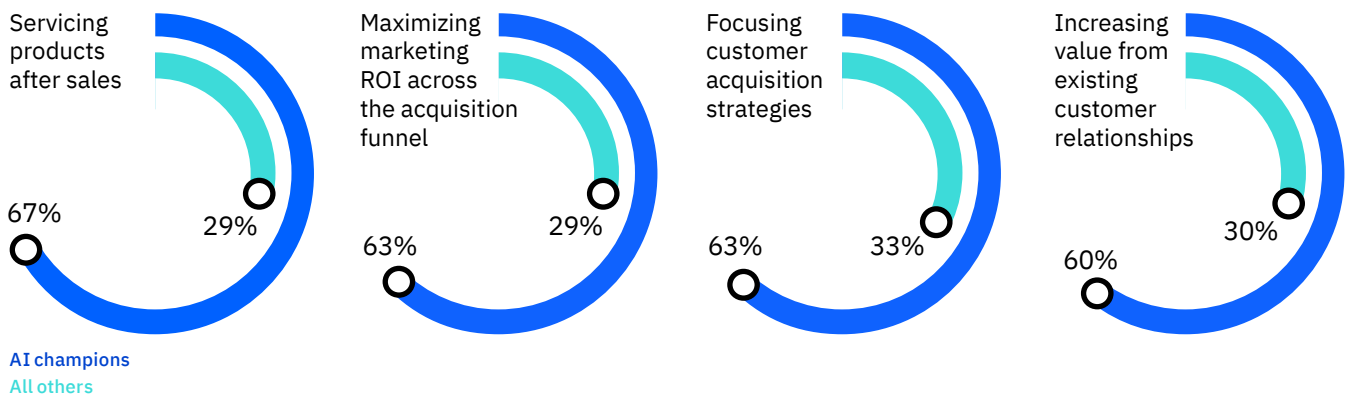 Servicing
products
after sales
67%
29%
Maximizing
marketing
ROI across
the acquisition
funnel
63%
29%
Focusing
customer
acquisition
strategies
63%
33%
Increasing
value from
existing
customer
relationships
60%
30%
AI champions
All others